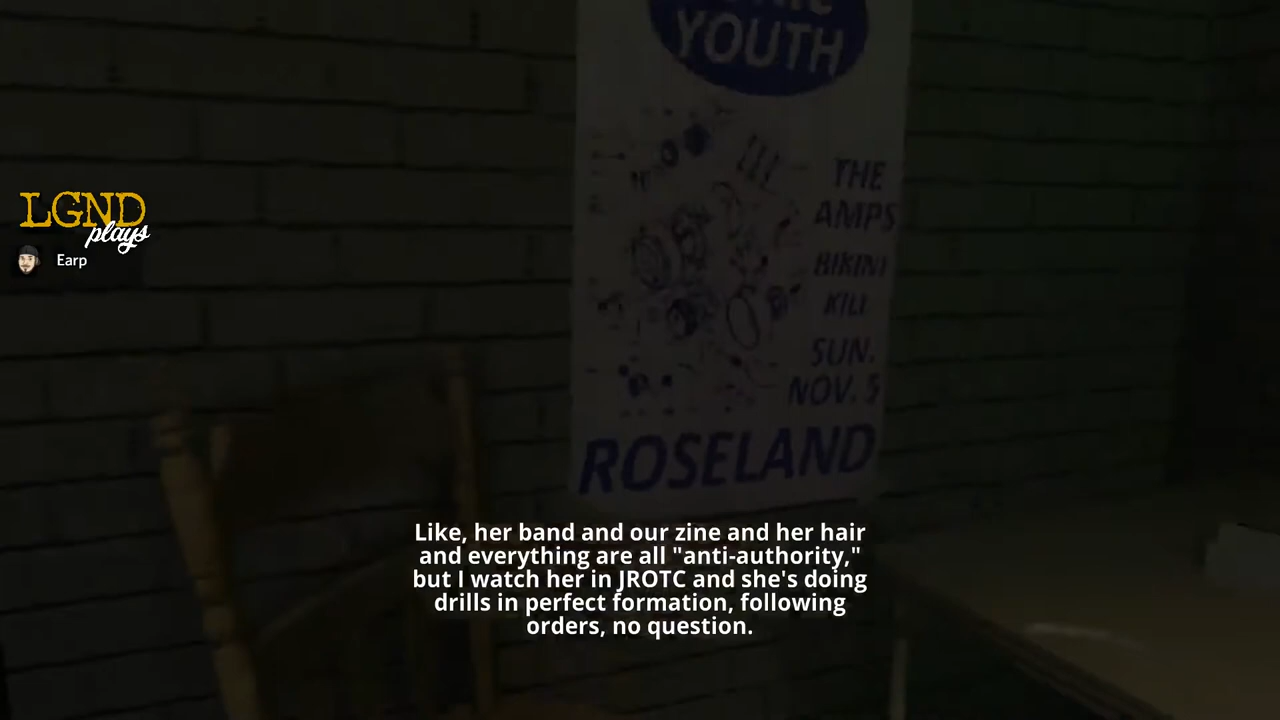 YOUTH
THE
AMPS
BIKINI
KILL
SUN.
NOV. 5
ROSELAND
LGND
plays
Earp
Like, her band and our zine and her hair
and everything are all "anti-authority,"
but I watch her in JROTC and she's doing
drills in perfect formation, following
orders, no question.